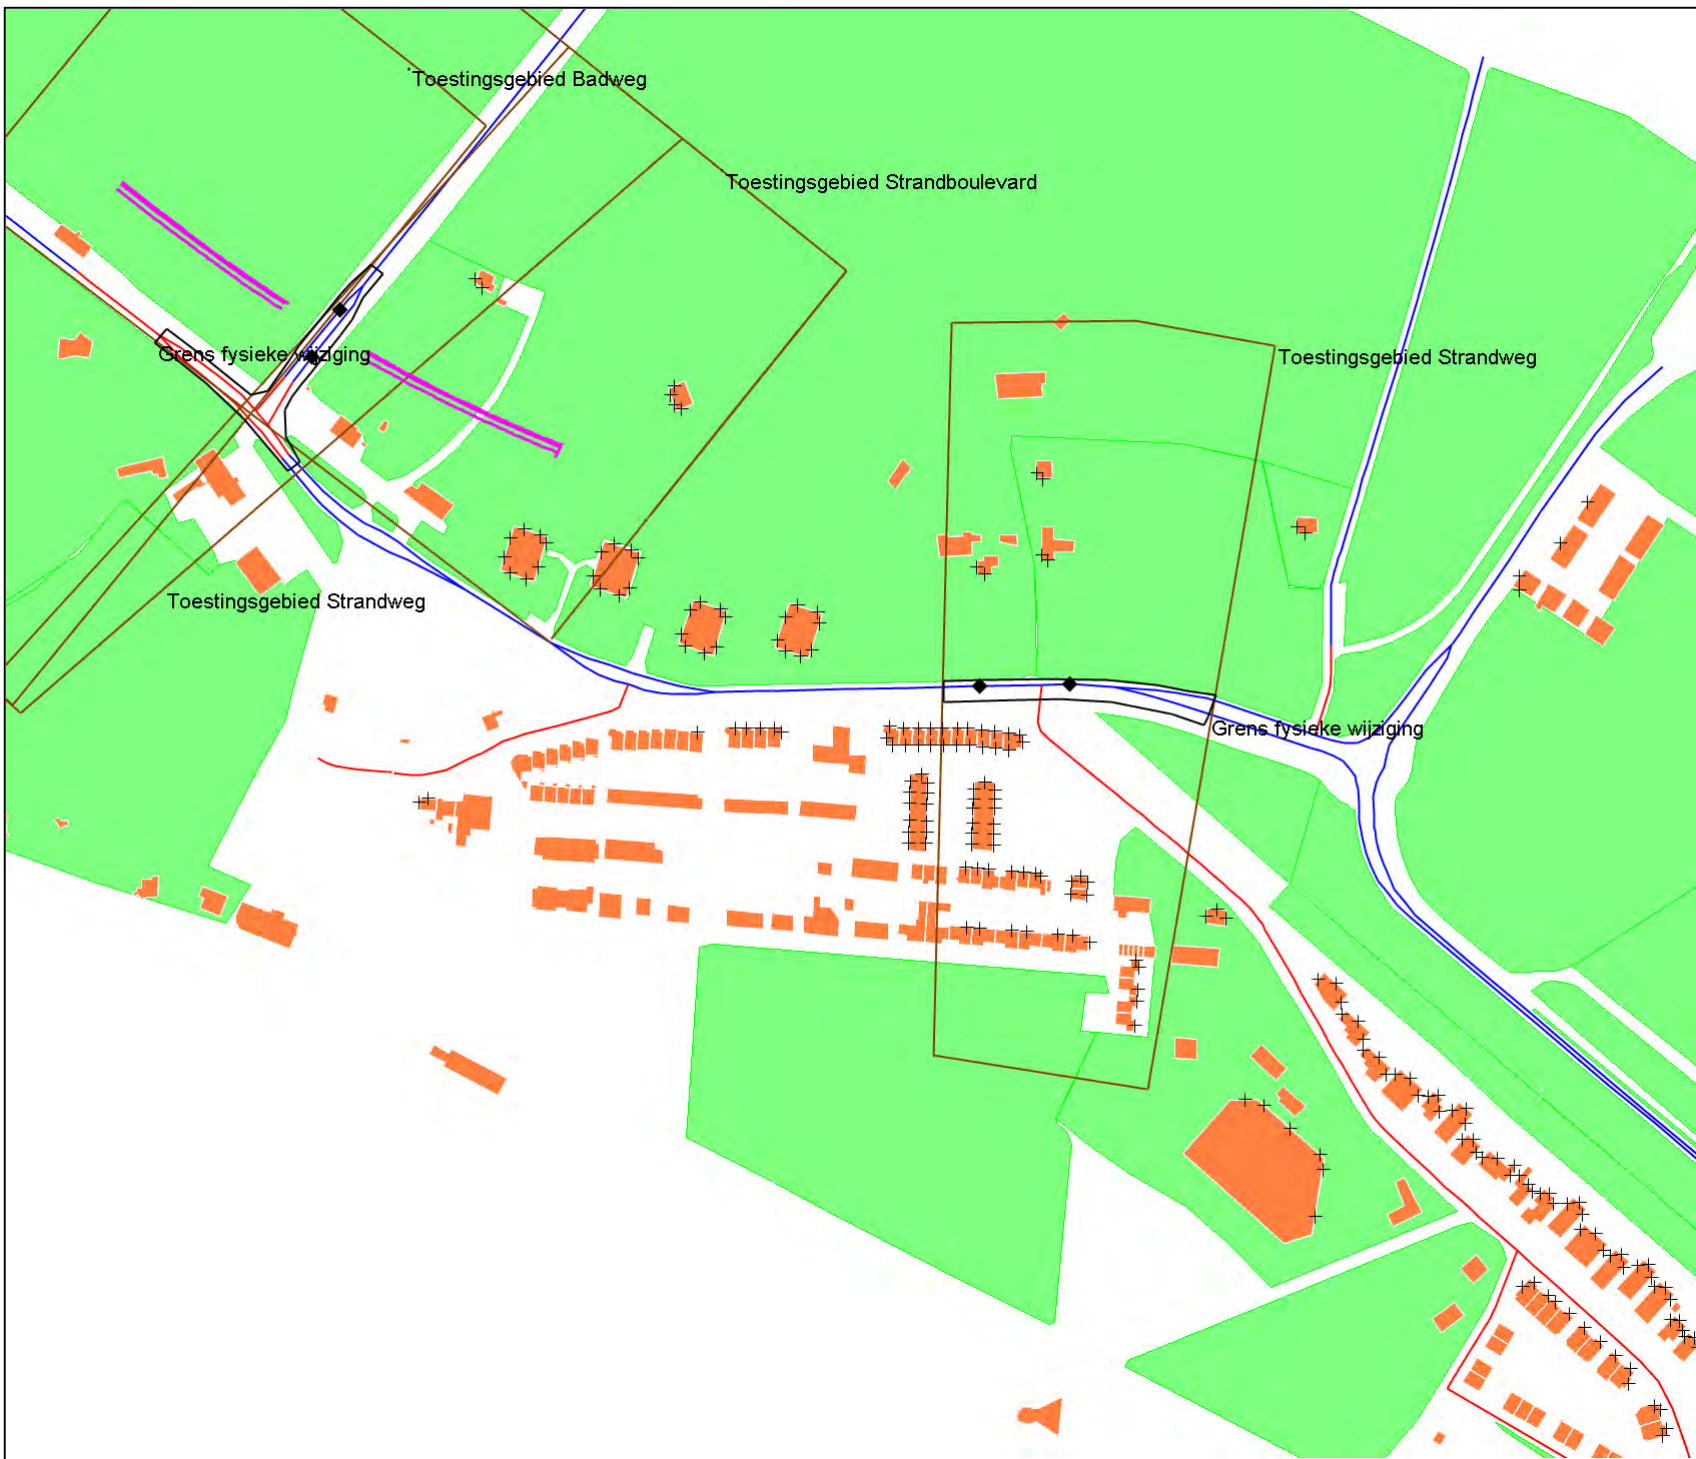 Toestingsgebied Badweg
Toestingsgebied Strandboulevard
Grens fysieke wijziging
Toestingsgebied Strandweg
Toestingsgebied Strandweg
Grens fysieke wijziging